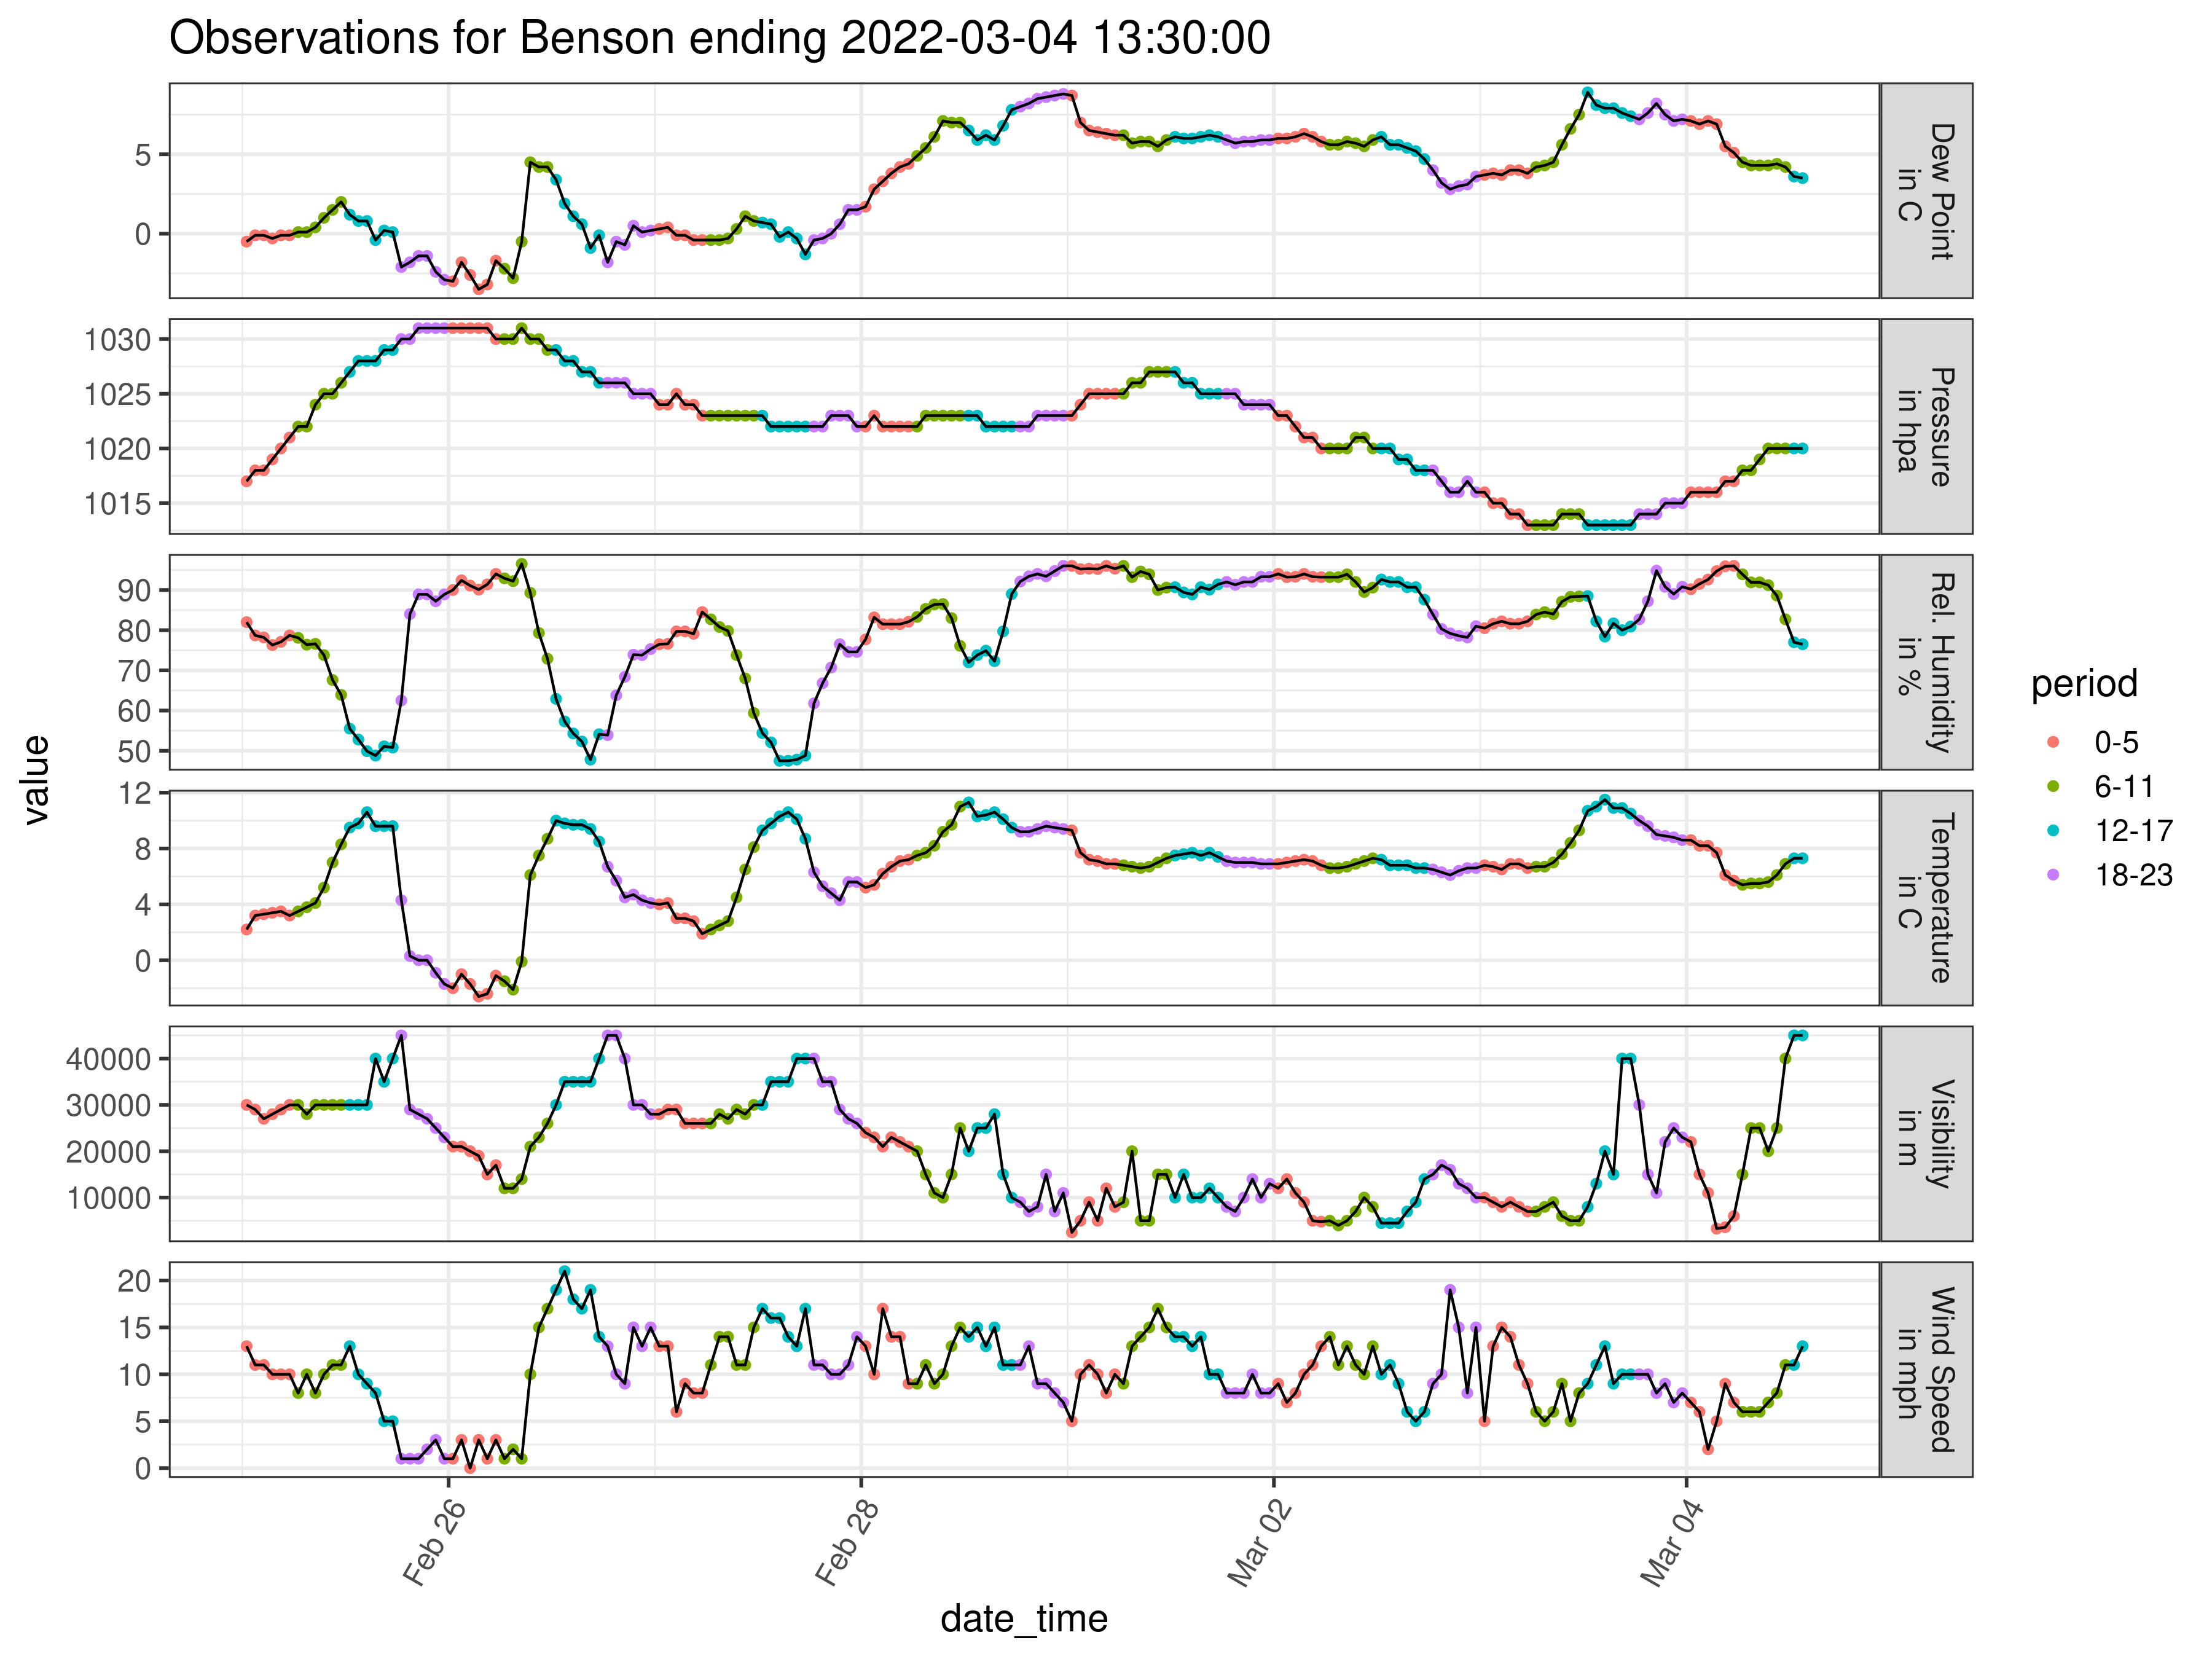 Observations for Benson ending 2022-03-04 13:30:00
5
0
Dew Point
in C
1030
1025
1020
1015
Pressure
in hpa
90
80
70
60
50
Rel. Humidity
in %
12
8
4
0
Temperature
in C
40000
30000
20000
10000
Visibility
in m
20
15
10
5
0
Wind Speed
in mph
value
Feb 26
Feb 28
Mar 02
Mar 04
date_time
period
0-5
6-11
12-17
18-23